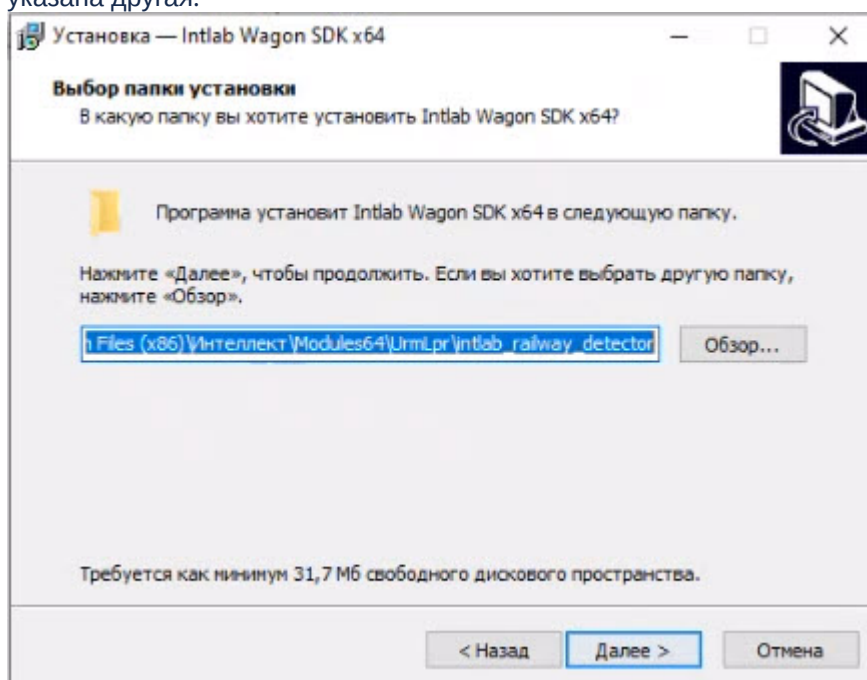 указана другая.
Установка — Intlab Wagon SDK x64
Выбор папки установки
В какую папку вы хотите установить Intlab Wagon SDK x64?
Программа установит Intlab Wagon SDK x64 в следующую папку.
Нажмите «Далее», чтобы продолжить. Если вы хотите выбрать другую папку,
нажмите «Обзор».
n Files (x86)\Интеллект\Modules64\UrmLpr\intlab_railway_detector
Обзор...
Требуется как минимум 31,7 Мб свободного дискового пространства.
< Назад
Далее >
Отмена